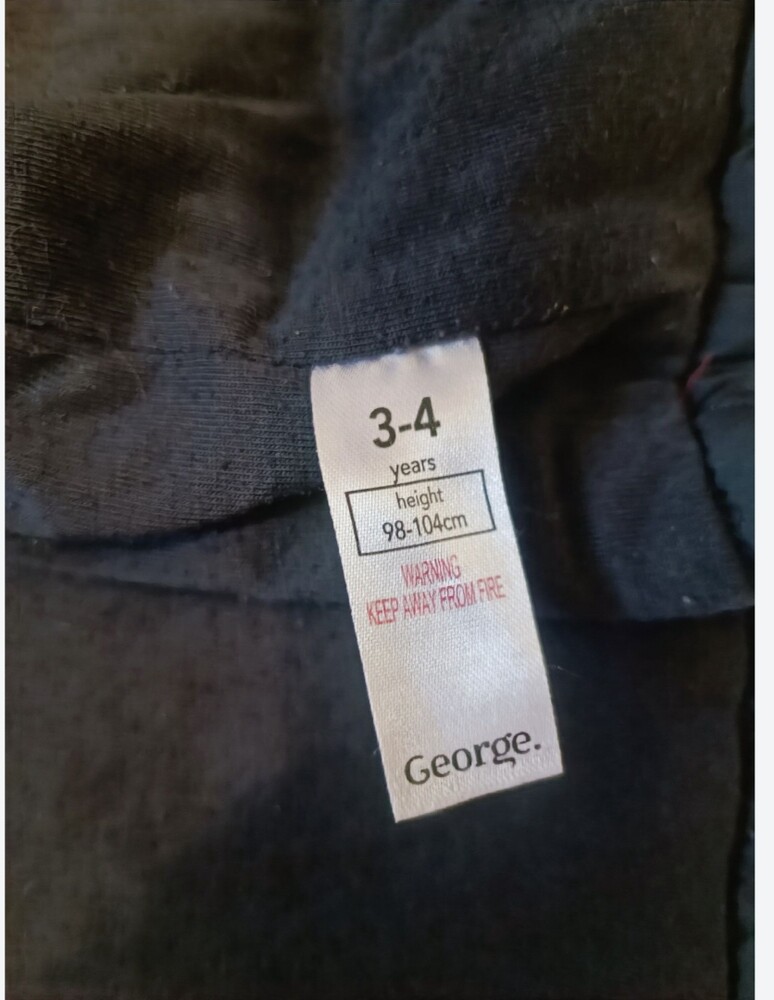 3-4
years
height
98-104cm
WARNING
KEEP AWAY FROM FIRE
George.